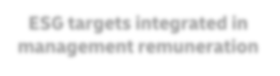 ESG targets integrated in
management remuneration